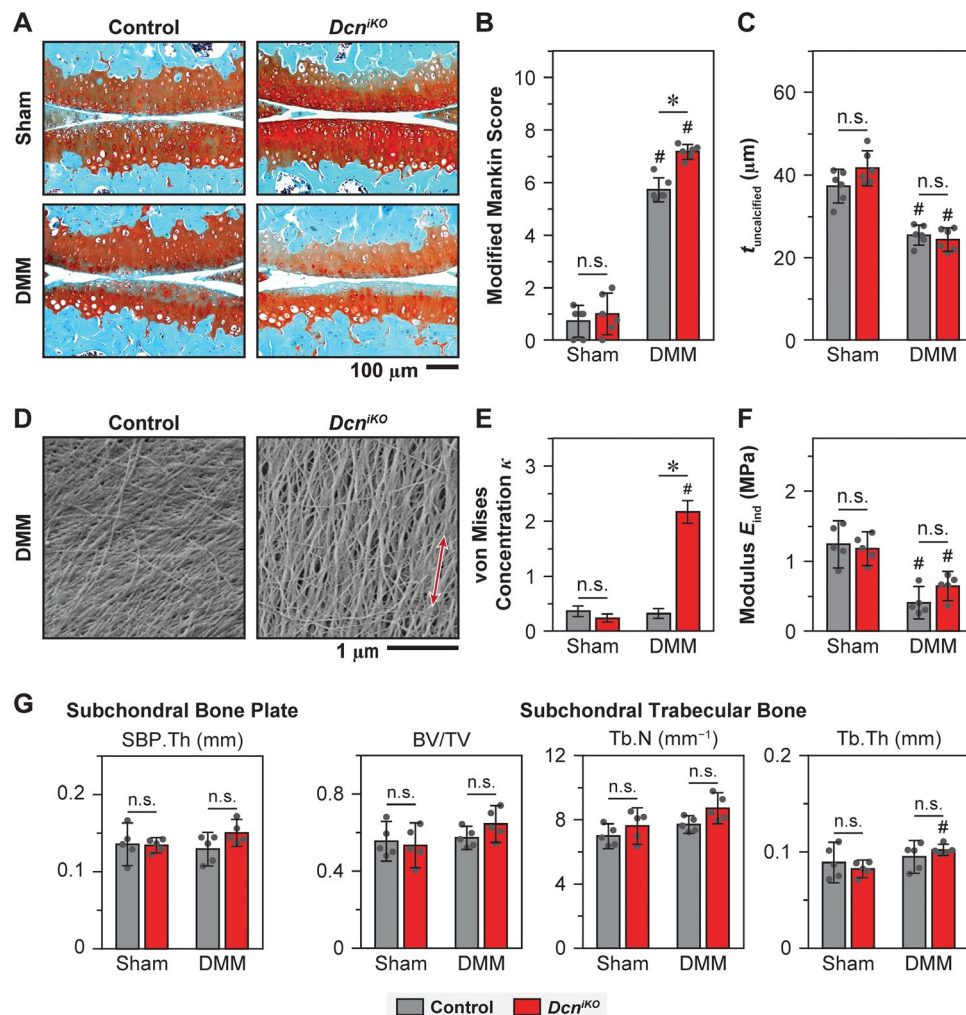 A
Control
Dcn^iKO
Sham
DMM
100 μm
B
Modified Mankin Score
10
8
6
4
2
0
n.s.
*
#
#
Sham
DMM
C
t_uncalcified (μm)
60
40
20
0
n.s.
n.s.
#
#
Sham
DMM
D
Control
Dcn^iKO
DMM
1 μm
E
von Mises
Concentration κ
3
2
1
0
n.s.
*
#
Sham
DMM
F
Modulus E_ind (MPa)
2
1
0
n.s.
n.s.
#
#
Sham
DMM
G
Subchondral Bone Plate
Subchondral Trabecular Bone
SBP.Th (mm)
0.2
0.1
0
n.s.
n.s.
Sham
DMM
BV/TV
0.8
0.4
0
n.s.
n.s.
Sham
DMM
Tb.N (mm⁻¹)
12
8
4
0
n.s.
n.s.
Sham
DMM
Tb.Th (mm)
0.2
0.1
0
n.s.
n.s.
#
Sham
DMM
Control
Dcn^iKO